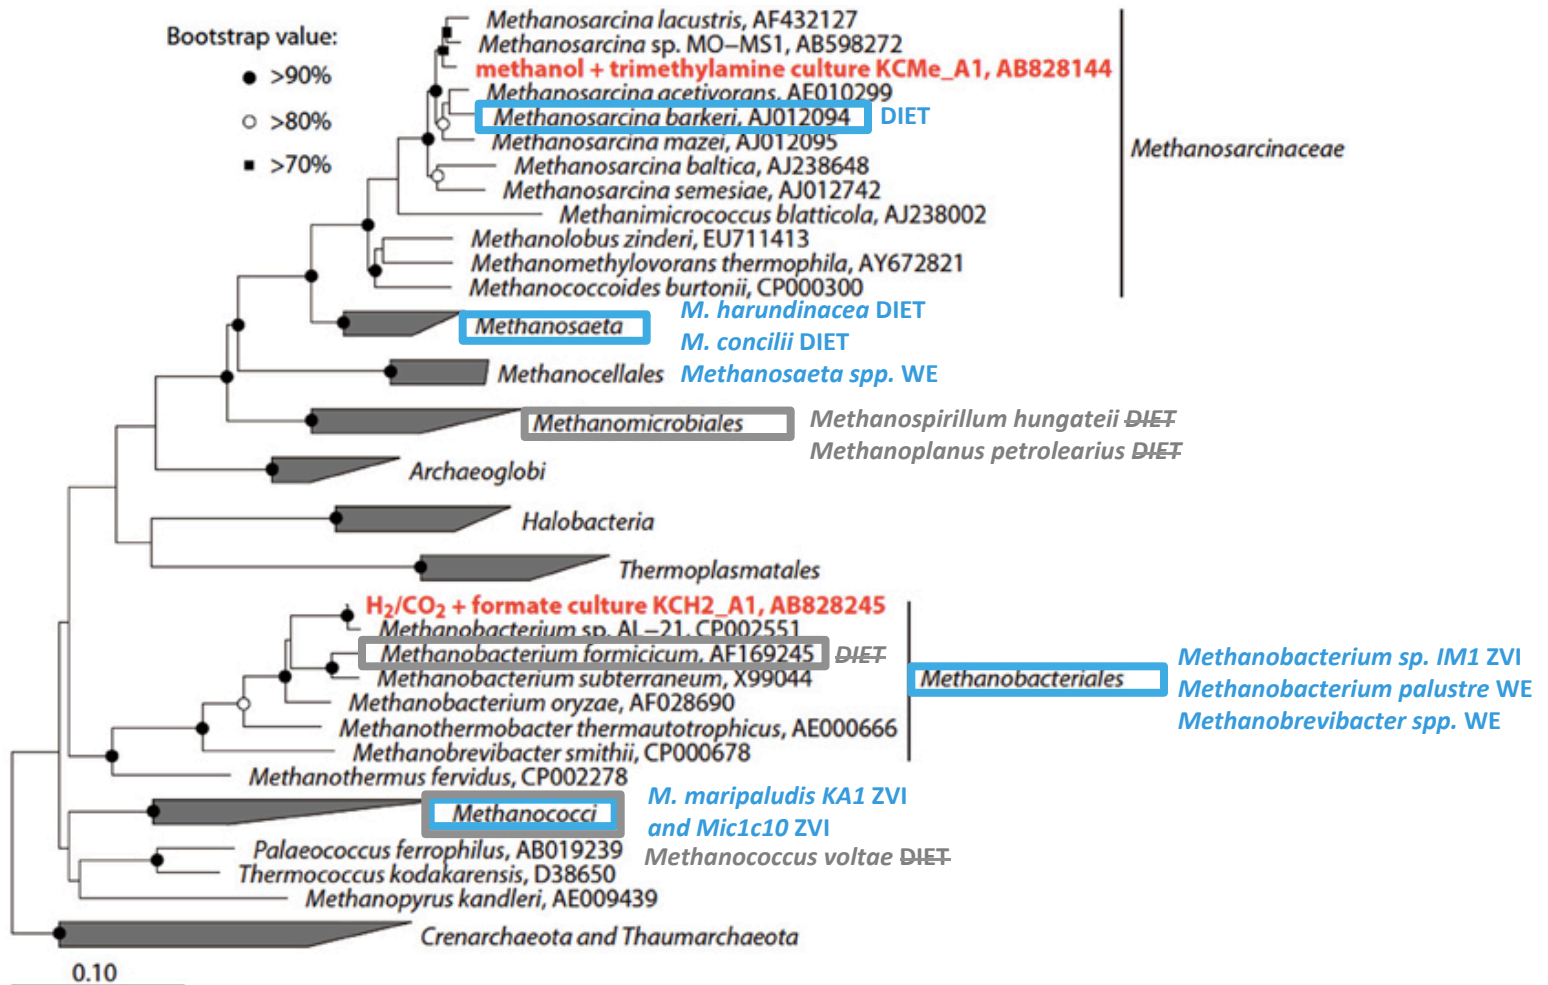 Bootstrap value:
>90%
>80%
>70%
Methanosarcina lacustris, AF432127
Methanosarcina sp. MO–MS1, AB598272
methanol + trimethylamine culture KCMe_A1, AB828144
Methanosarcina acetivorans, AE010299
Methanosarcina barkeri, AJ012094 DIET
Methanosarcina mazei, AJ012095
Methanosarcina baltica, AJ238648
Methanosarcina semesiae, AJ012742
Methanosarcinaceae
Methanimicrococcus blatticola, AJ238002
Methanolobus zinderi, EU711413
Methanomethylovorans thermophila, AY672821
Methanococcoides burtonii, CP000300
Methanosaeta
M. harundinacea DIET
M. concilii DIET
Methanosaeta spp. WE
Methanocellales
Methanomicrobiales
Methanospirillum hungateii DIET
Methanoplanus petrolearius DIET
Archaeoglobi
Halobacteria
Thermoplasmatales
H₂/CO₂ + formate culture KCH2_A1, AB828245
Methanobacterium sp. AL–21, CP002551
Methanobacterium formicicum, AF169245 DIET
Methanobacterium subterraneum, X99044
Methanobacterium oryzae, AF028690
Methanothermobacter thermautotrophicus, AE000666
Methanobrevibacter smithii, CP000678
Methanothermus fervidus, CP002278
Methanobacteriales
Methanobacterium sp. IM1 ZVI
Methanobacterium palustre WE
Methanobrevibacter spp. WE
Methanococci
M. maripaludis KA1 ZVI
and Mic1c10 ZVI
Methanococcus voltae DIET
Palaeococcus ferrophilus, AB019239
Thermococcus kodakarensis, D38650
Methanopyrus kandleri, AE009439
Crenarchaeota and Thaumarchaeota
0.10